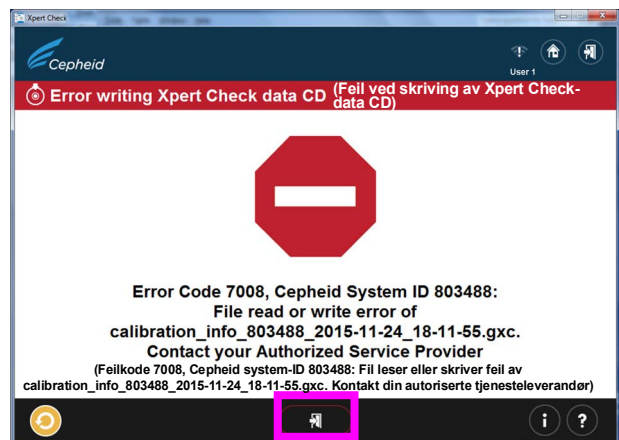 Xpert Check
Cepheid
User 1
Error writing Xpert Check data CD (Feil ved skriving av Xpert Check-
data CD)
Error Code 7008, Cepheid System ID 803488:
File read or write error of
calibration_info_803488_2015-11-24_18-11-55.gxc.
Contact your Authorized Service Provider
(Feilkode 7008, Cepheid system-ID 803488: Fil leser eller skriver feil av
calibration_info_803488_2015-11-24_18-11-55.gxc. Kontakt din autoriserte tjenesteleverandør)
i ?